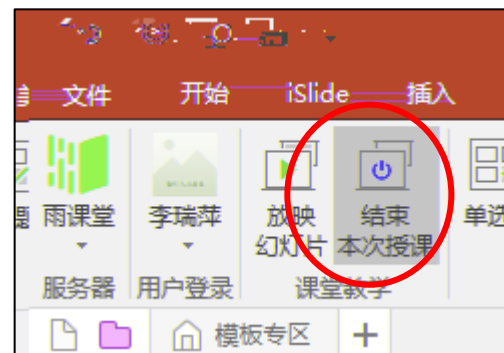 文件 开始 iSlide 插入
雨课堂 李瑞萍 放映 结束 单选
幻灯片 本次授课
服务器 用户登录 课堂教学
模板专区